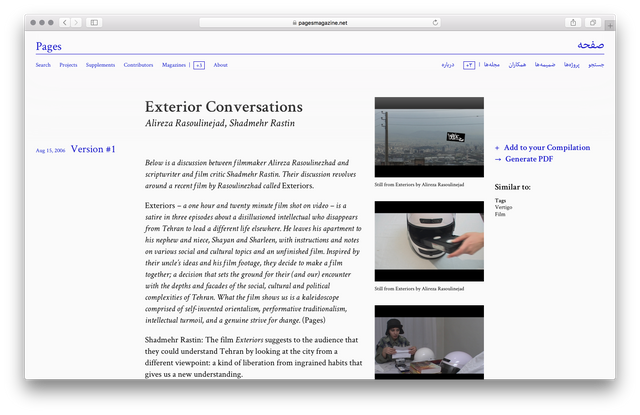 pagesmagazine.net
Pages
صفحه
Search Projects Supplements Contributors Magazines | +3 About
جستجو پروژه‌ها ضمیمه‌ها همکاران مجله‌ها | +۳ درباره
Exterior Conversations
Alireza Rasoulinejad, Shadmehr Rastin
Aug 15, 2006 Version #1
+ Add to your Compilation
→ Generate PDF
Below is a discussion between filmmaker Alireza Rasoulinezhad and
scriptwriter and film critic Shadmehr Rastin. Their discussion revolves
around a recent film by Rasoulinezhad called Exteriors.
Still from Exteriors by Alireza Rasoulinejad
Similar to:
Tags
Vertigo
Film
Exteriors – a one hour and twenty minute film shot on video – is a
satire in three episodes about a disillusioned intellectual who disappears
from Tehran to lead a different life elsewhere. He leaves his apartment to
his nephew and niece, Shayan and Sharleen, with instructions and notes
on various social and cultural topics and an unfinished film. Inspired by
their uncle's ideas and his film footage, they decide to make a film
together; a decision that sets the ground for their (and our) encounter
with the depths and facades of the social, cultural and political
complexities of Tehran. What the film shows us is a kaleidoscope
comprised of self-invented orientalism, performative traditionalism,
intellectual turmoil, and a genuine strive for change. (Pages)
Still from Exteriors by Alireza Rasoulinejad
Shadmehr Rastin: The film Exteriors suggests to the audience that
they could understand Tehran by looking at the city from a
different viewpoint: a kind of liberation from ingrained habits that
gives us a new understanding.